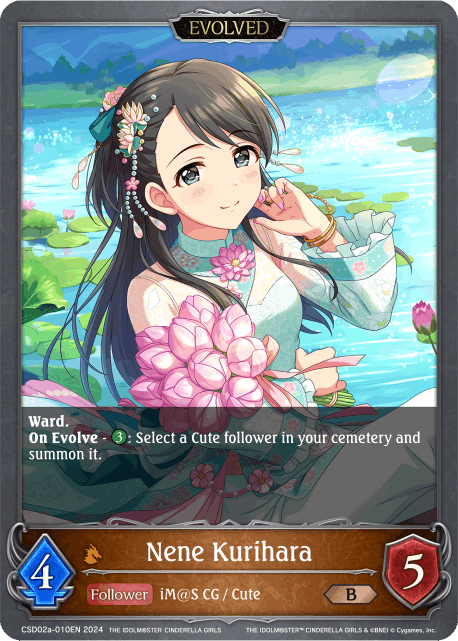 EVOLVED
Ward.
On Evolve - 3: Select a Cute follower in your cemetery and
summon it.
Nene Kurihara
4
Follower iM@S CG / Cute
B
5
CSD02a-010EN 2024 THE IDOLM@STER CINDERELLA GIRLS THE IDOLM@STER™ CINDERELLA GIRLS & ©BNEI © Cygames, Inc.